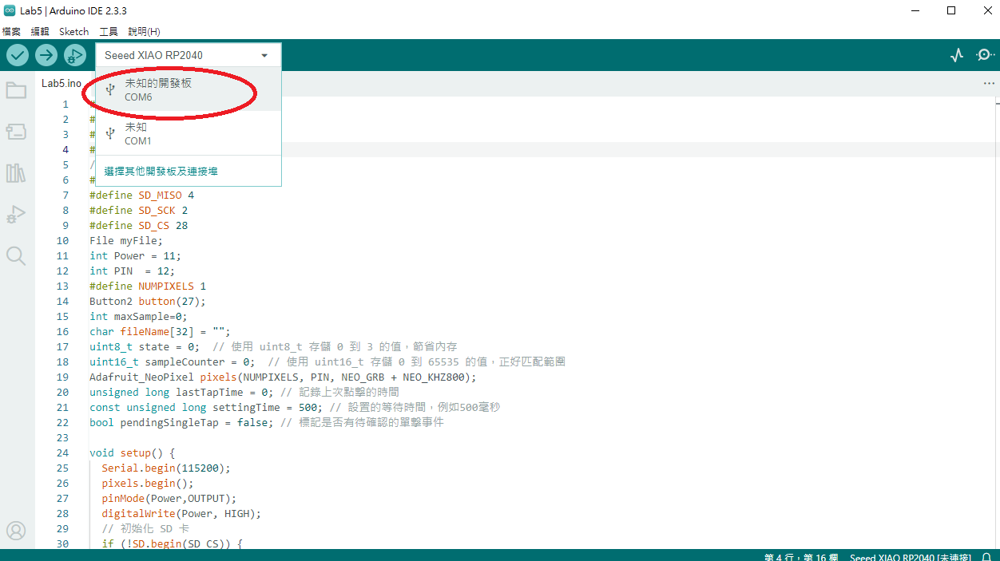 Lab5 | Arduino IDE 2.3.3
檔案 編輯 Sketch 工具 說明(H)
Seeed XIAO RP2040
未知的開發板
COM6
未知
COM1
選擇其他開發板及連接埠
Lab5.ino
1 #
2 #
3 #
4 #
5 /
6 #
7 #define SD_MISO 4
8 #define SD_SCK 2
9 #define SD_CS 28
10 File myFile;
11 int Power = 11;
12 int PIN  = 12;
13 #define NUMPIXELS 1
14 Button2 button(27);
15 int maxSample=0;
16 char fileName[32] = "";
17 uint8_t state = 0;  // 使用 uint8_t 存儲 0 到 3 的值，節省內存
18 uint16_t sampleCounter = 0;  // 使用 uint16_t 存儲 0 到 65535 的值，正好匹配範圍
19 Adafruit_NeoPixel pixels(NUMPIXELS, PIN, NEO_GRB + NEO_KHZ800);
20 unsigned long lastTapTime = 0; // 記錄上次點擊的時間
21 const unsigned long settingTime = 500; // 設置的等待時間，例如500毫秒
22 bool pendingSingleTap = false; // 標記是否有待確認的單擊事件
23
24 void setup() {
25 Serial.begin(115200);
26 pixels.begin();
27 pinMode(Power,OUTPUT);
28 digitalWrite(Power, HIGH);
29 // 初始化 SD 卡
30 if (!SD.begin(SD_CS)) {
第 4 行，第 16 欄 Seeed XIAO RP2040 [未連接]